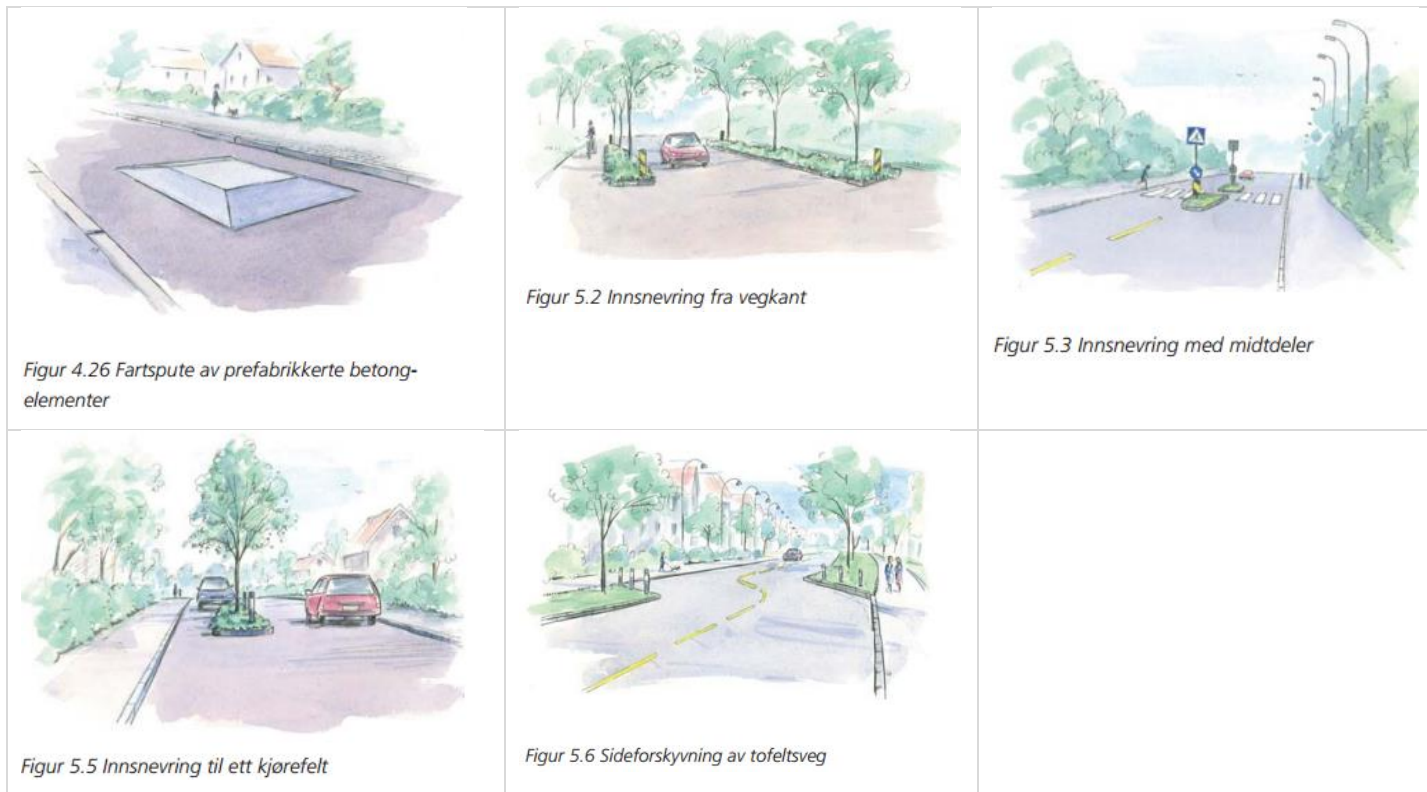 Figur 4.26 Fartspute av prefabrikkerte betong-
elementer
Figur 5.2 Innsnevring fra vegkant
Figur 5.3 Innsnevring med midtdeler
Figur 5.5 Innsnevring til ett kjørefelt
Figur 5.6 Sideforskyvning av tofeltsveg